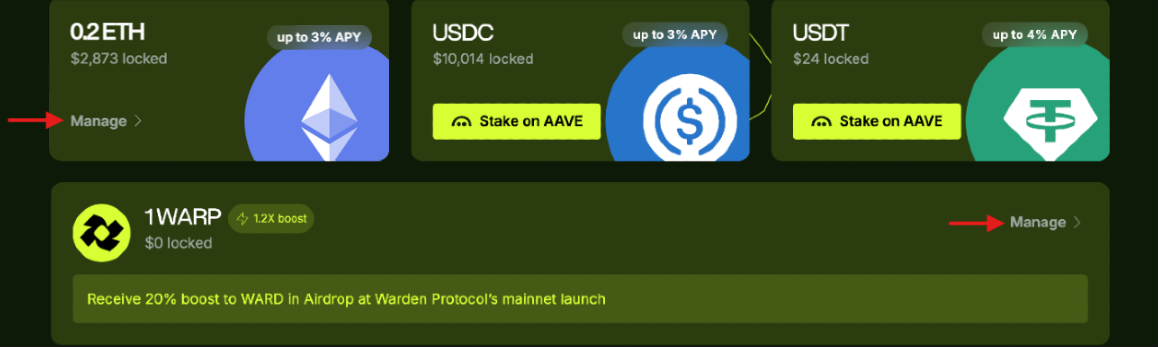 0.2 ETH
up to 3% APY
$2,873 locked
Manage
USDC
up to 3% APY
$10,014 locked
Stake on AAVE
USDT
up to 4% APY
$24 locked
Stake on AAVE
1 WARP
1.2X boost
$0 locked
Manage
Receive 20% boost to WARD in Airdrop at Warden Protocol's mainnet launch